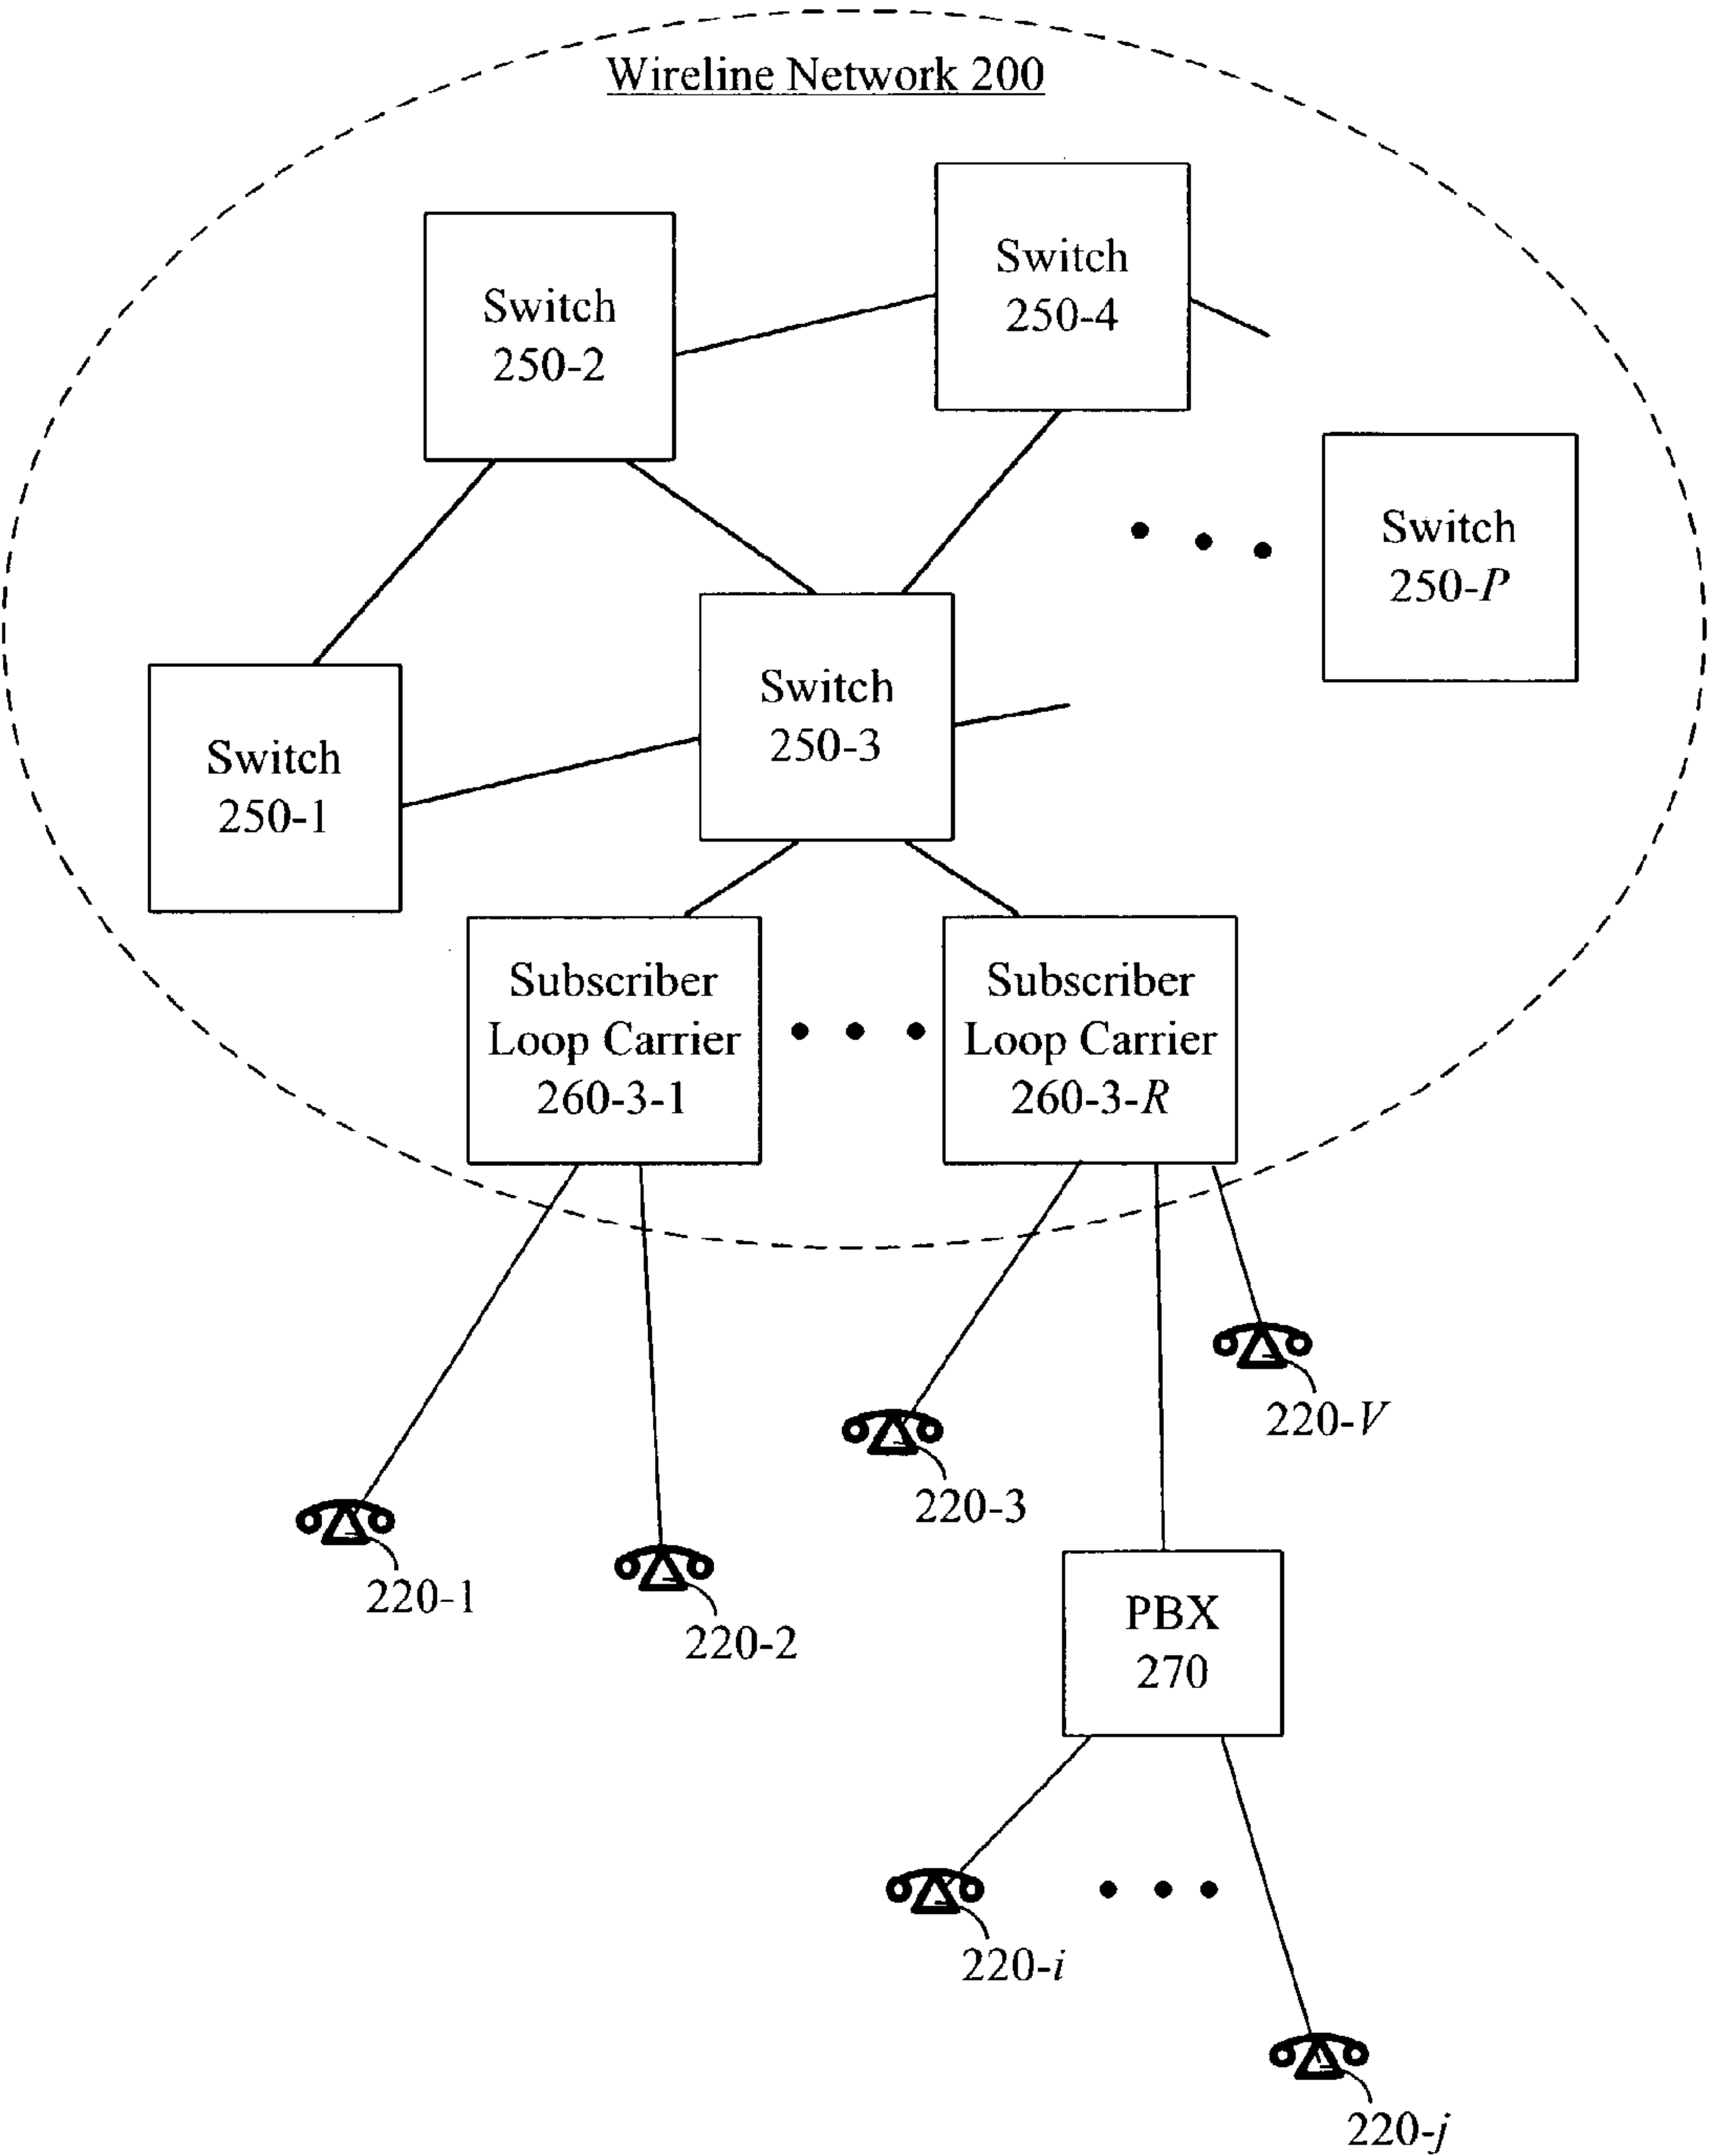 Wireline Network 200
Switch
250-4
Switch
250-2
Switch
250-P
Switch
250-3
Switch
250-1
Subscriber
Loop Carrier
260-3-1
Subscriber
Loop Carrier
260-3-R
220-V
220-3
220-1
220-2
PBX
270
220-i
220-j